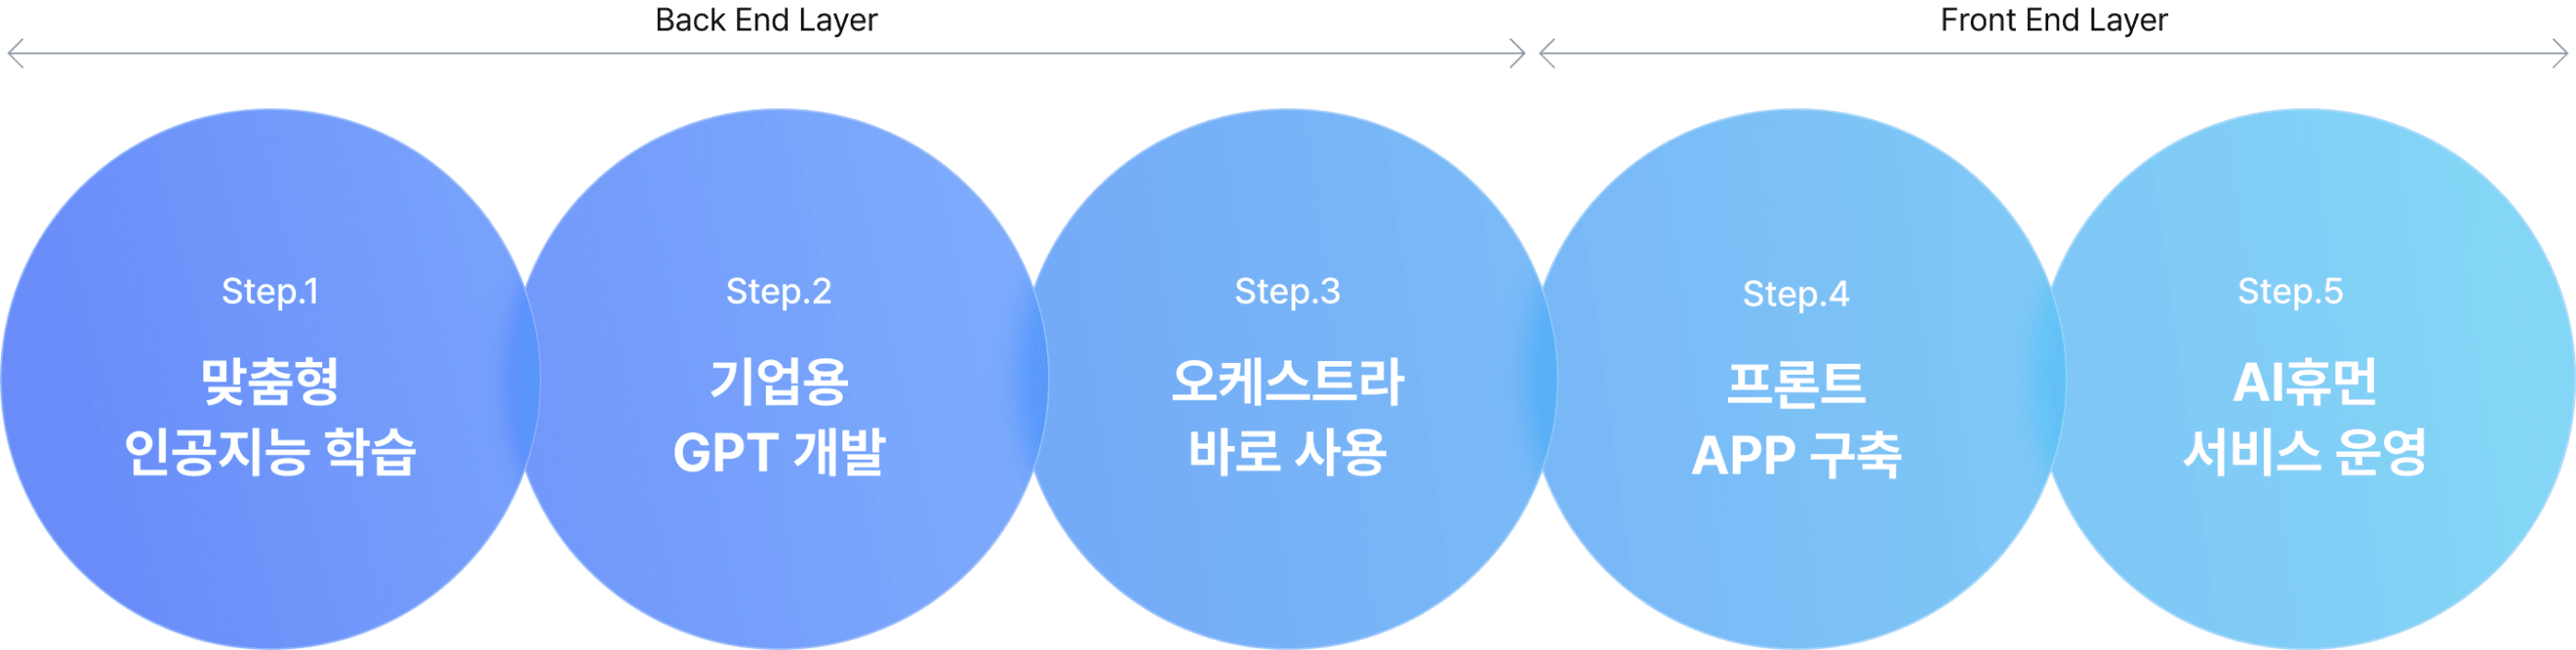 Back End Layer
Front End Layer
Step.1
맞춤형
인공지능 학습
Step.2
기업용
GPT 개발
Step.3
오케스트라
바로 사용
Step.4
프론트
APP 구축
Step.5
AI휴먼
서비스 운영